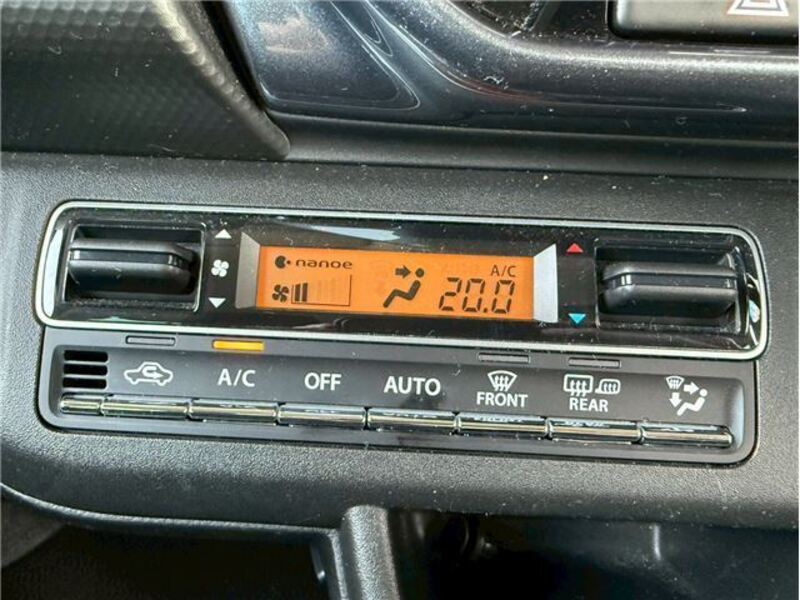 nanoe
A/C
20.0
A/C
OFF
AUTO
FRONT
REAR